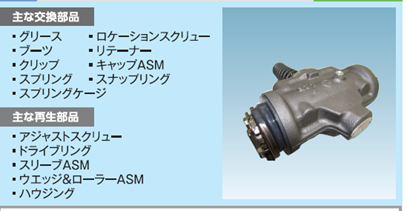 主な交換部品
▪ グリース ▪ ロケーションスクリュー
▪ ブーツ ▪ リテーナー
▪ クリップ ▪ キャップASM
▪ スプリング ▪ スナップリング
▪ スプリングケージ
主な再生部品
▪ アジャストスクリュー
▪ ドライブリング
▪ スリーブASM
▪ ウエッジ&ローラーASM
▪ ハウジング